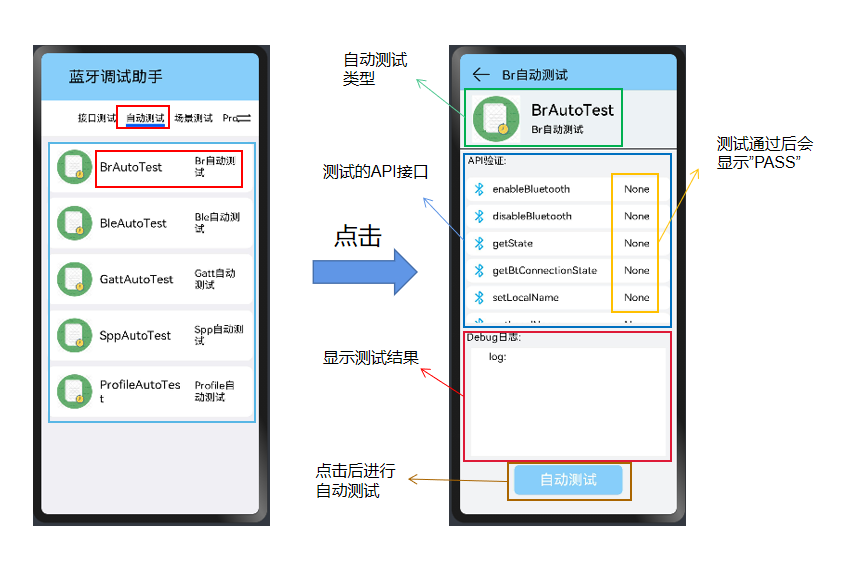 蓝牙调试助手
接口测试 自动测试 场景测试 Pro
BrAutoTest
Br自动测
试
BleAutoTest
Ble自动测
试
GattAutoTest
Gatt自动
测试
SppAutoTest
Spp自动测
试
ProfileAutoTes
t
Profile自
动测试
点击
自动测试
类型
测试的API接口
显示测试结果
点击后进行
自动测试
Br自动测试
BrAutoTest
Br自动测试
API验证:
enableBluetooth None
disableBluetooth None
getState None
getBtConnectionState None
setLocalName None
Debug日志:
log:
自动测试
测试通过后会
显示”PASS”